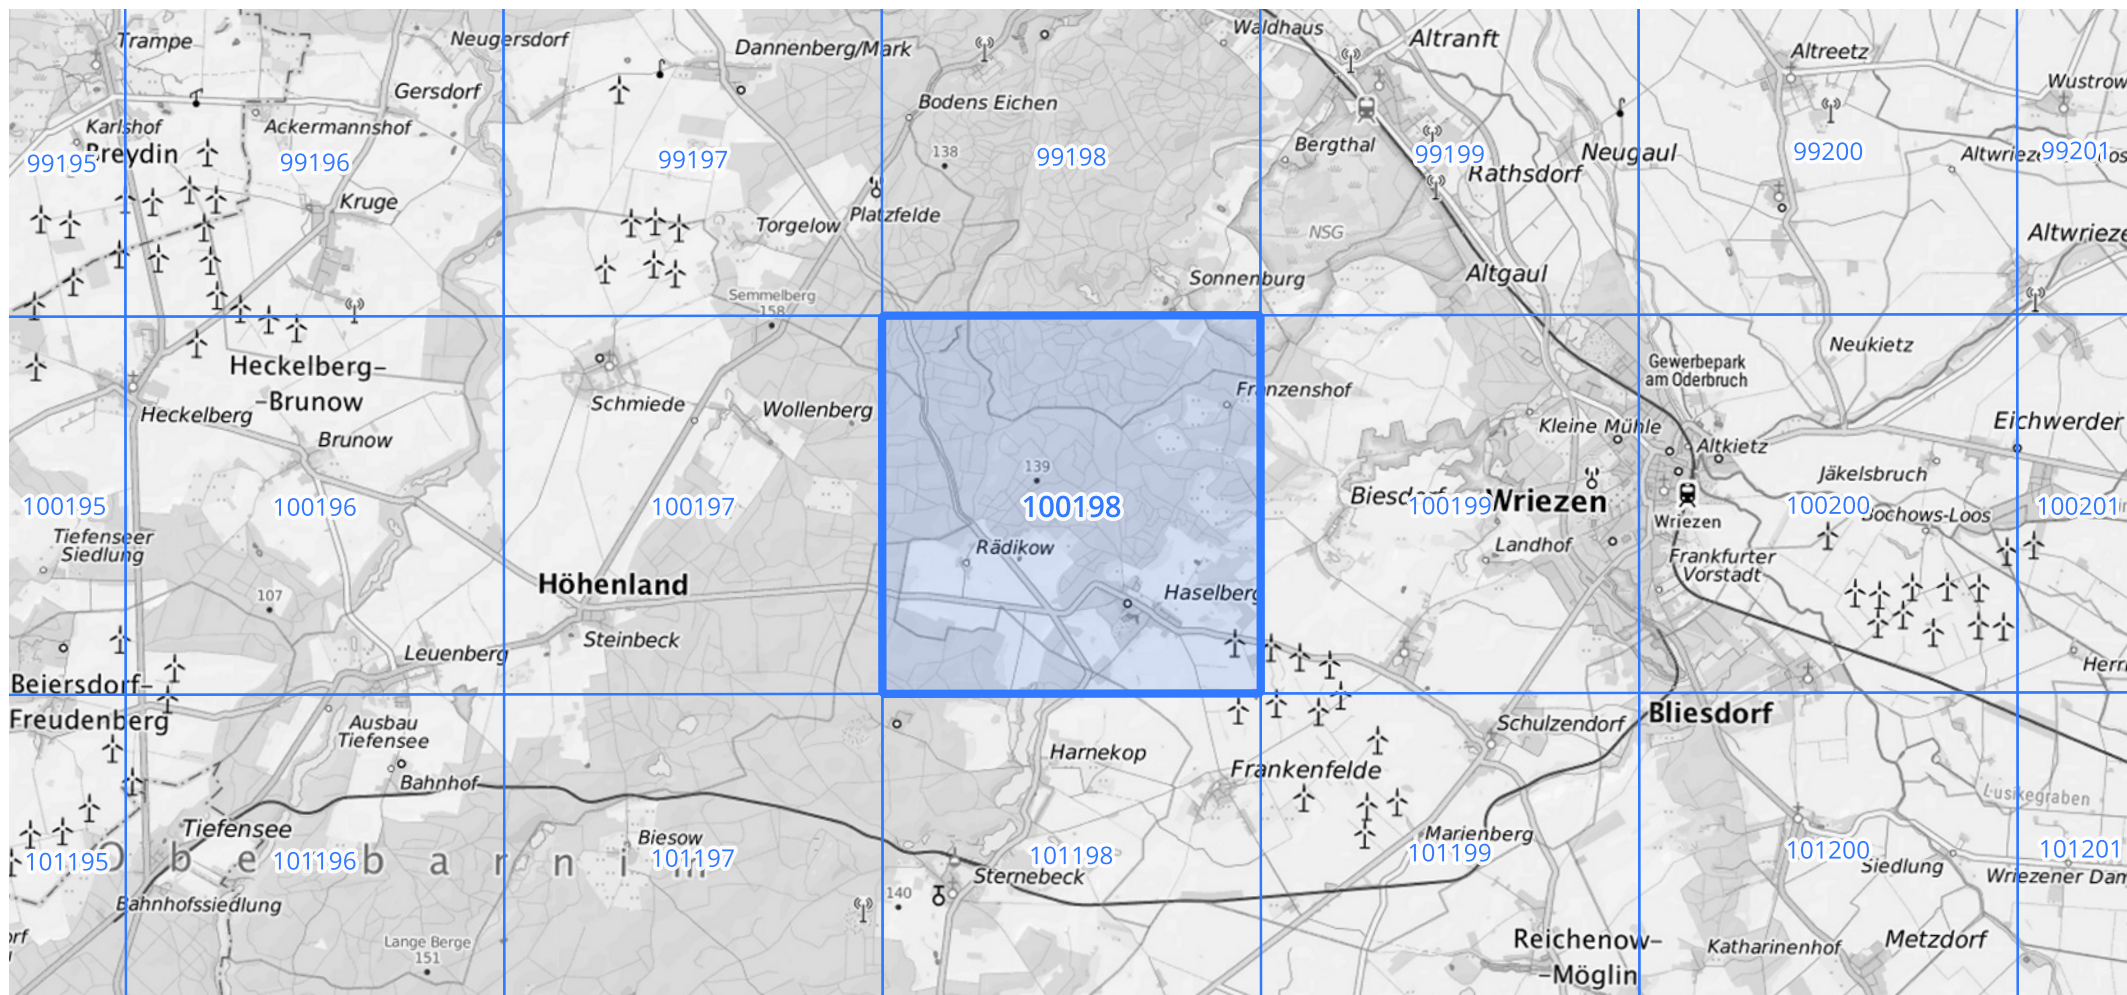 Trampe
Neugersdorf
Dannenberg/Mark
Waldhaus
Altranft
Altreetz
Wustrow
Gersdorf
Bodens Eichen
Karlshof
Ackermannshof
Breydin
99195
99196
99197
138
99198
Bergthal
99199
Rathsdorf
Neugaul
99200
99201
Kruge
Torgelow
Platzfelde
NSG
Altwrieze
Sonnenburg
Altgaul
Semmelberg
158
Heckelberg-
-Brunow
Schmiede
Wollenberg
Franzenshof
Gewerbepark
am Oderbruch
Neukietz
Heckelberg
Brunow
Kleine Mühle
Altkietz
Eichwerder
139
Jäkelsbruch
100195
100196
100197
100198
Biesdorf
100199
Wriezen
100200
Bochows-Loos
100201
Wriezen
Tiefenseer
Siedlung
Rädikow
Landhof
Frankfurter
Vorstadt
107
Höhenland
Haselberg
Steinbeck
Leuenberg
Herrn
Beiersdorf-
Freudenberg
Ausbau
Tiefensee
Schulzendorf
Bliesdorf
Harnekop
Bahnhof
Frankenfelde
Lusikegraben
Tiefensee
Biesow
Marienberg
O b e r b a r n i m
101195
101196
101197
101198
101199
101200
101201
Sternebeck
Siedlung
Wriezener Dam
140
Bahnhofssiedlung
orf
Lange Berge
151
Reichenow-
-Möglin
Katharinenhof
Metzdorf